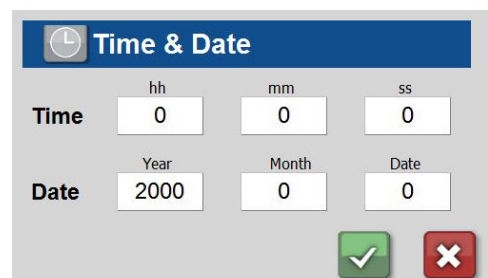 Time & Date
hh mm ss
Time 0 0 0
Year Month Date
Date 2000 0 0